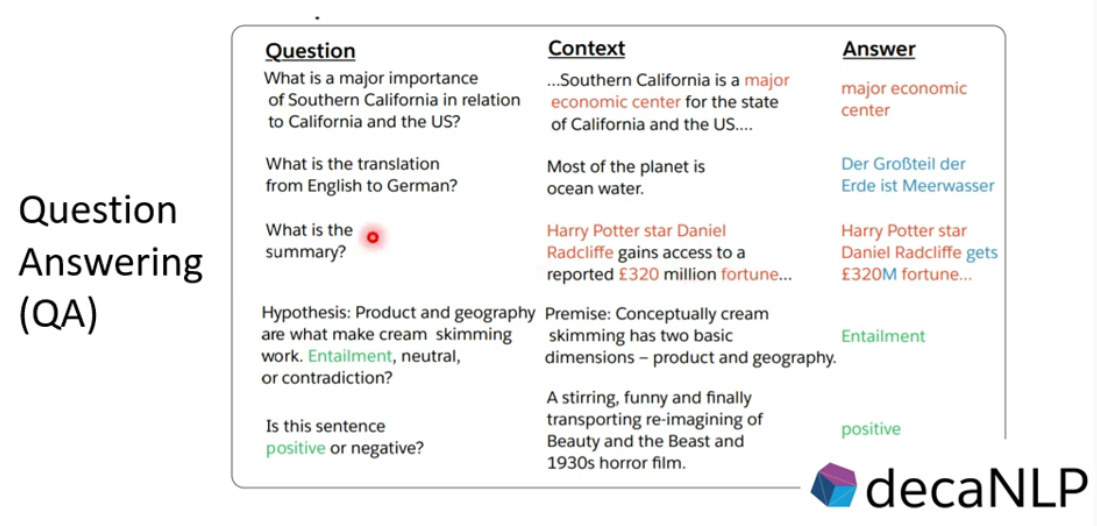 Question
Answering
(QA)
Question
Context
Answer
What is a major importance
of Southern California in relation
to California and the US?
...Southern California is a major
economic center for the state
of California and the US....
major economic
center
What is the translation
from English to German?
Most of the planet is
ocean water.
Der Großteil der
Erde ist Meerwasser
What is the
summary?
Harry Potter star Daniel
Radcliffe gains access to a
reported £320 million fortune...
Harry Potter star
Daniel Radcliffe gets
£320M fortune...
Hypothesis: Product and geography
are what make cream skimming
work. Entailment, neutral,
or contradiction?
Premise: Conceptually cream
skimming has two basic
dimensions – product and geography.
Entailment
Is this sentence
positive or negative?
A stirring, funny and finally
transporting re-imagining of
Beauty and the Beast and
1930s horror film.
positive
decaNLP